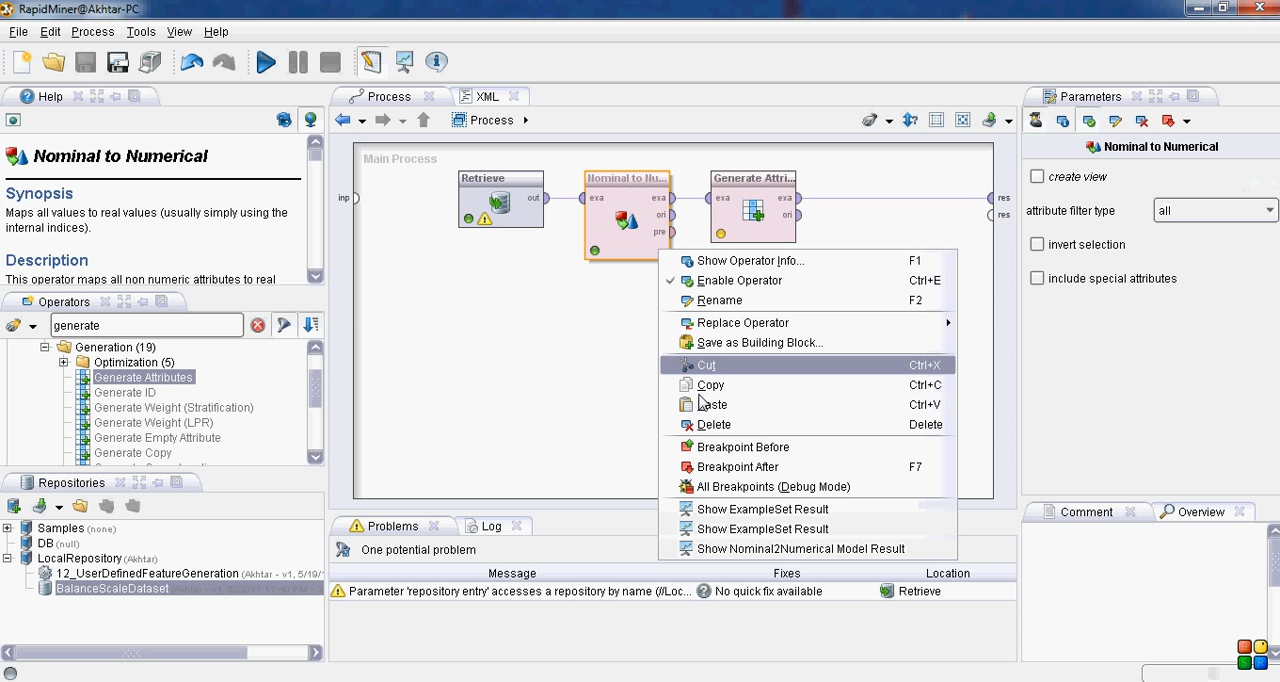 RapidMiner@Akhtar-PC
File Edit Process Tools View Help
Help
Nominal to Numerical
Synopsis
Maps all values to real values (usually simply using the
internal indices).
Description
This operator maps all non numeric attributes to real
Operators
generate
Generation (19)
Optimization (5)
Generate Attributes
Generate ID
Generate Weight (Stratification)
Generate Weight (LPR)
Generate Empty Attribute
Generate Copy
Repositories
Samples (none)
DB (null)
LocalRepository (Akhtar)
12_UserDefinedFeatureGeneration (Akhtar - v1, 5/19/
BalanceScaleDataset
Process
XML
Process
Main Process
inp
Retrieve
out
Nominal to Nu...
exa exa
ori
pre
Generate Attri...
exa exa
ori
res
res
Show Operator Info... F1
Enable Operator Ctrl+E
Rename F2
Replace Operator
Save as Building Block...
Cut Ctrl+X
Copy Ctrl+C
Paste Ctrl+V
Delete Delete
Breakpoint Before
Breakpoint After F7
All Breakpoints (Debug Mode)
Show ExampleSet Result
Show ExampleSet Result
Show Nominal2Numerical Model Result
Problems
Log
One potential problem
Message Fixes Location
Parameter 'repository entry' accesses a repository by name (//Loc... No quick fix available Retrieve
Parameters
Nominal to Numerical
create view
attribute filter type all
invert selection
include special attributes
Comment
Overview